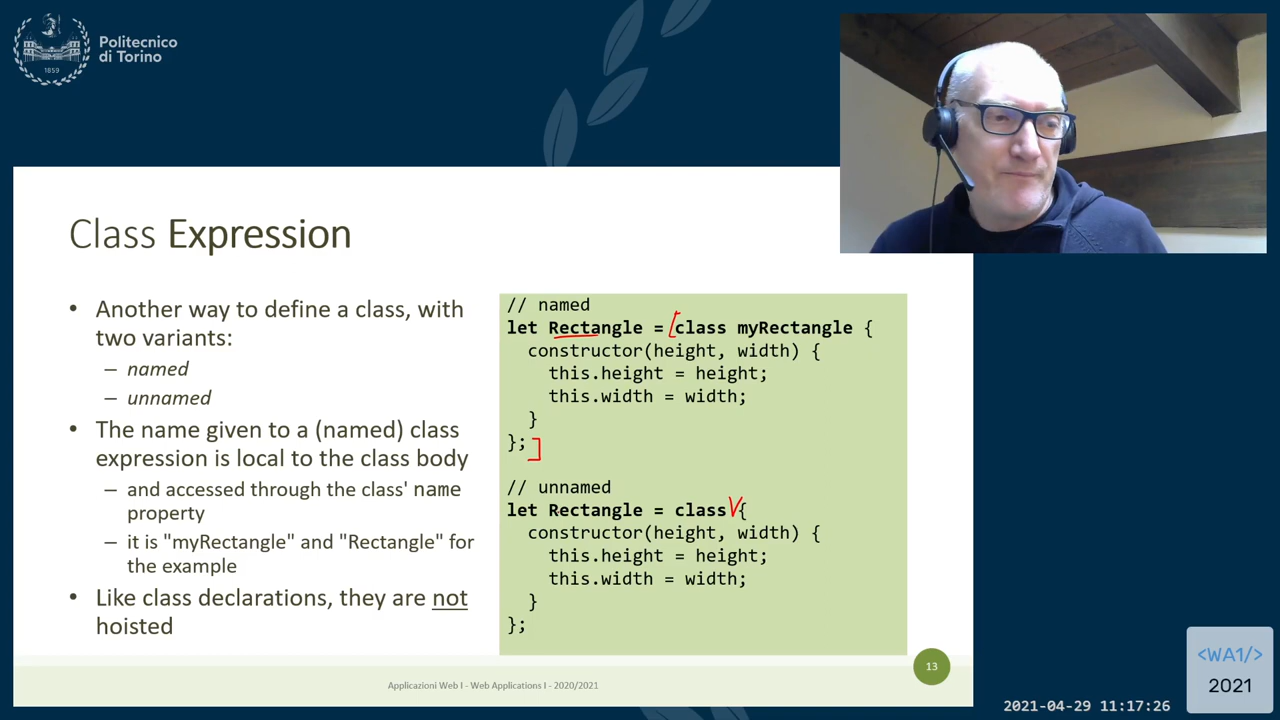 Politecnico
di Torino
1859
Class Expression
• Another way to define a class, with
two variants:
– named
– unnamed
• The name given to a (named) class
expression is local to the class body
– and accessed through the class' name
property
– it is "myRectangle" and "Rectangle" for
the example
• Like class declarations, they are not
hoisted
// named
let Rectangle = class myRectangle {
  constructor(height, width) {
    this.height = height;
    this.width = width;
  }
};
// unnamed
let Rectangle = class {
  constructor(height, width) {
    this.height = height;
    this.width = width;
  }
};
Applicazioni Web I - Web Applications I - 2020/2021
13
<WA1/>
2021
2021-04-29 11:17:26